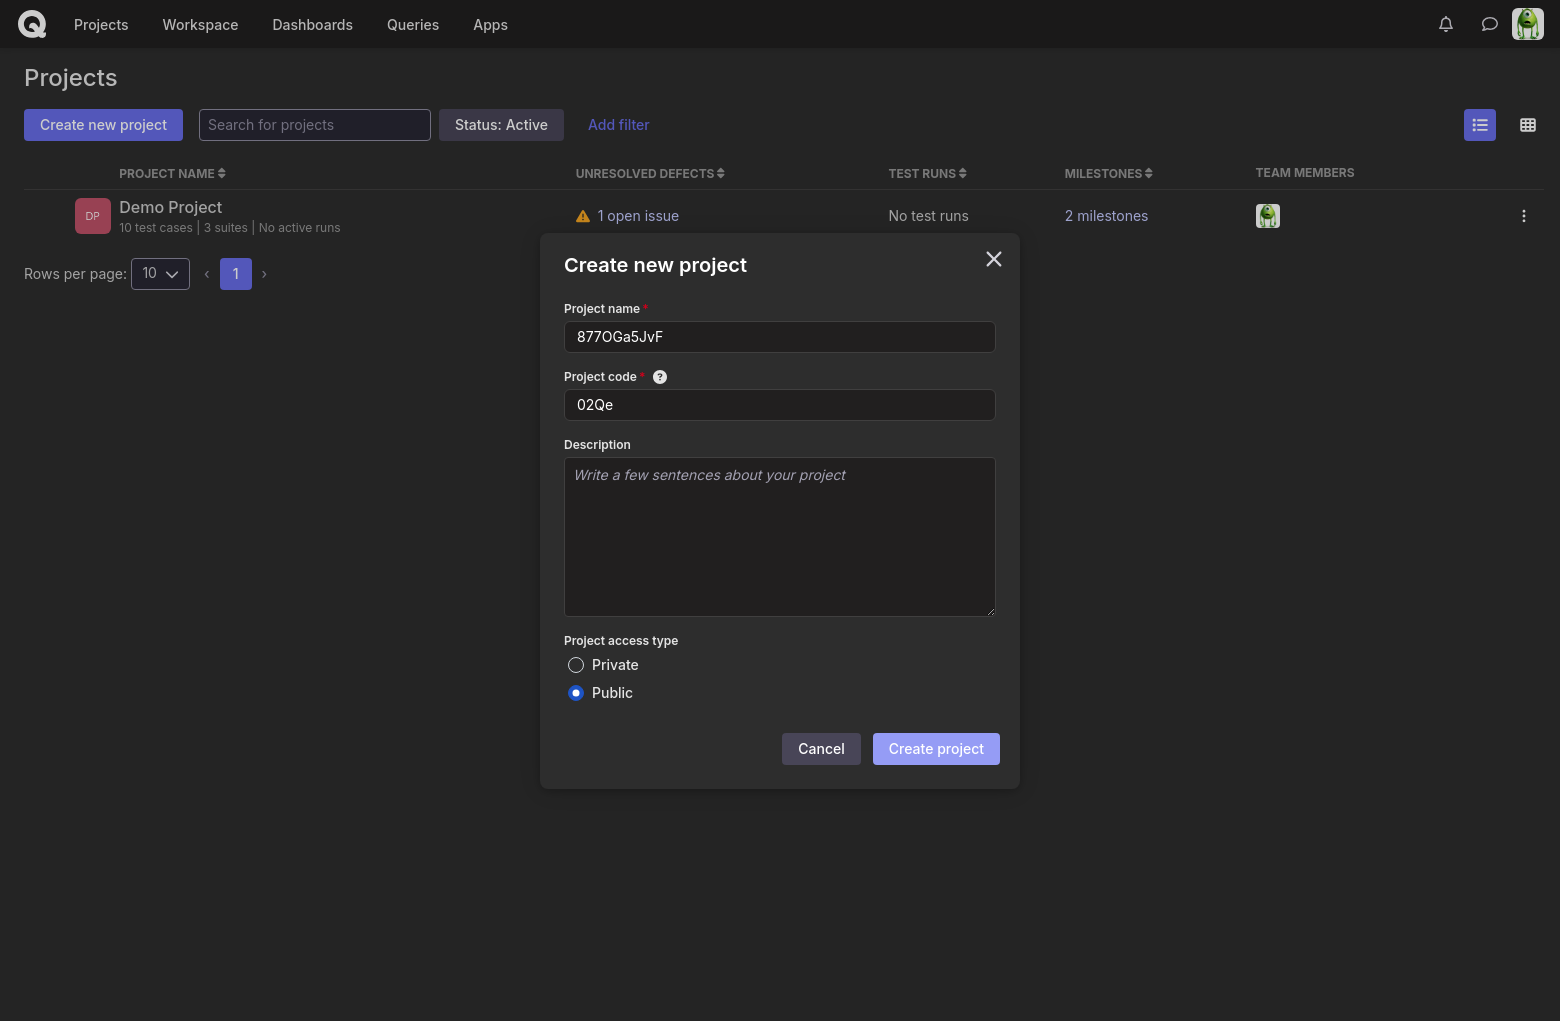 Projects Workspace Dashboards Queries Apps
Projects
Create new project Search for projects Status: Active Add filter
PROJECT NAME UNRESOLVED DEFECTS TEST RUNS MILESTONES TEAM MEMBERS
DP Demo Project 1 open issue No test runs 2 milestones
10 test cases | 3 suites | No active runs
Rows per page: 10 ‹ 1 ›
Create new project
Project name *
877OGa5JvF
Project code * ?
02Qe
Description
Write a few sentences about your project
Project access type
Private
Public
Cancel Create project